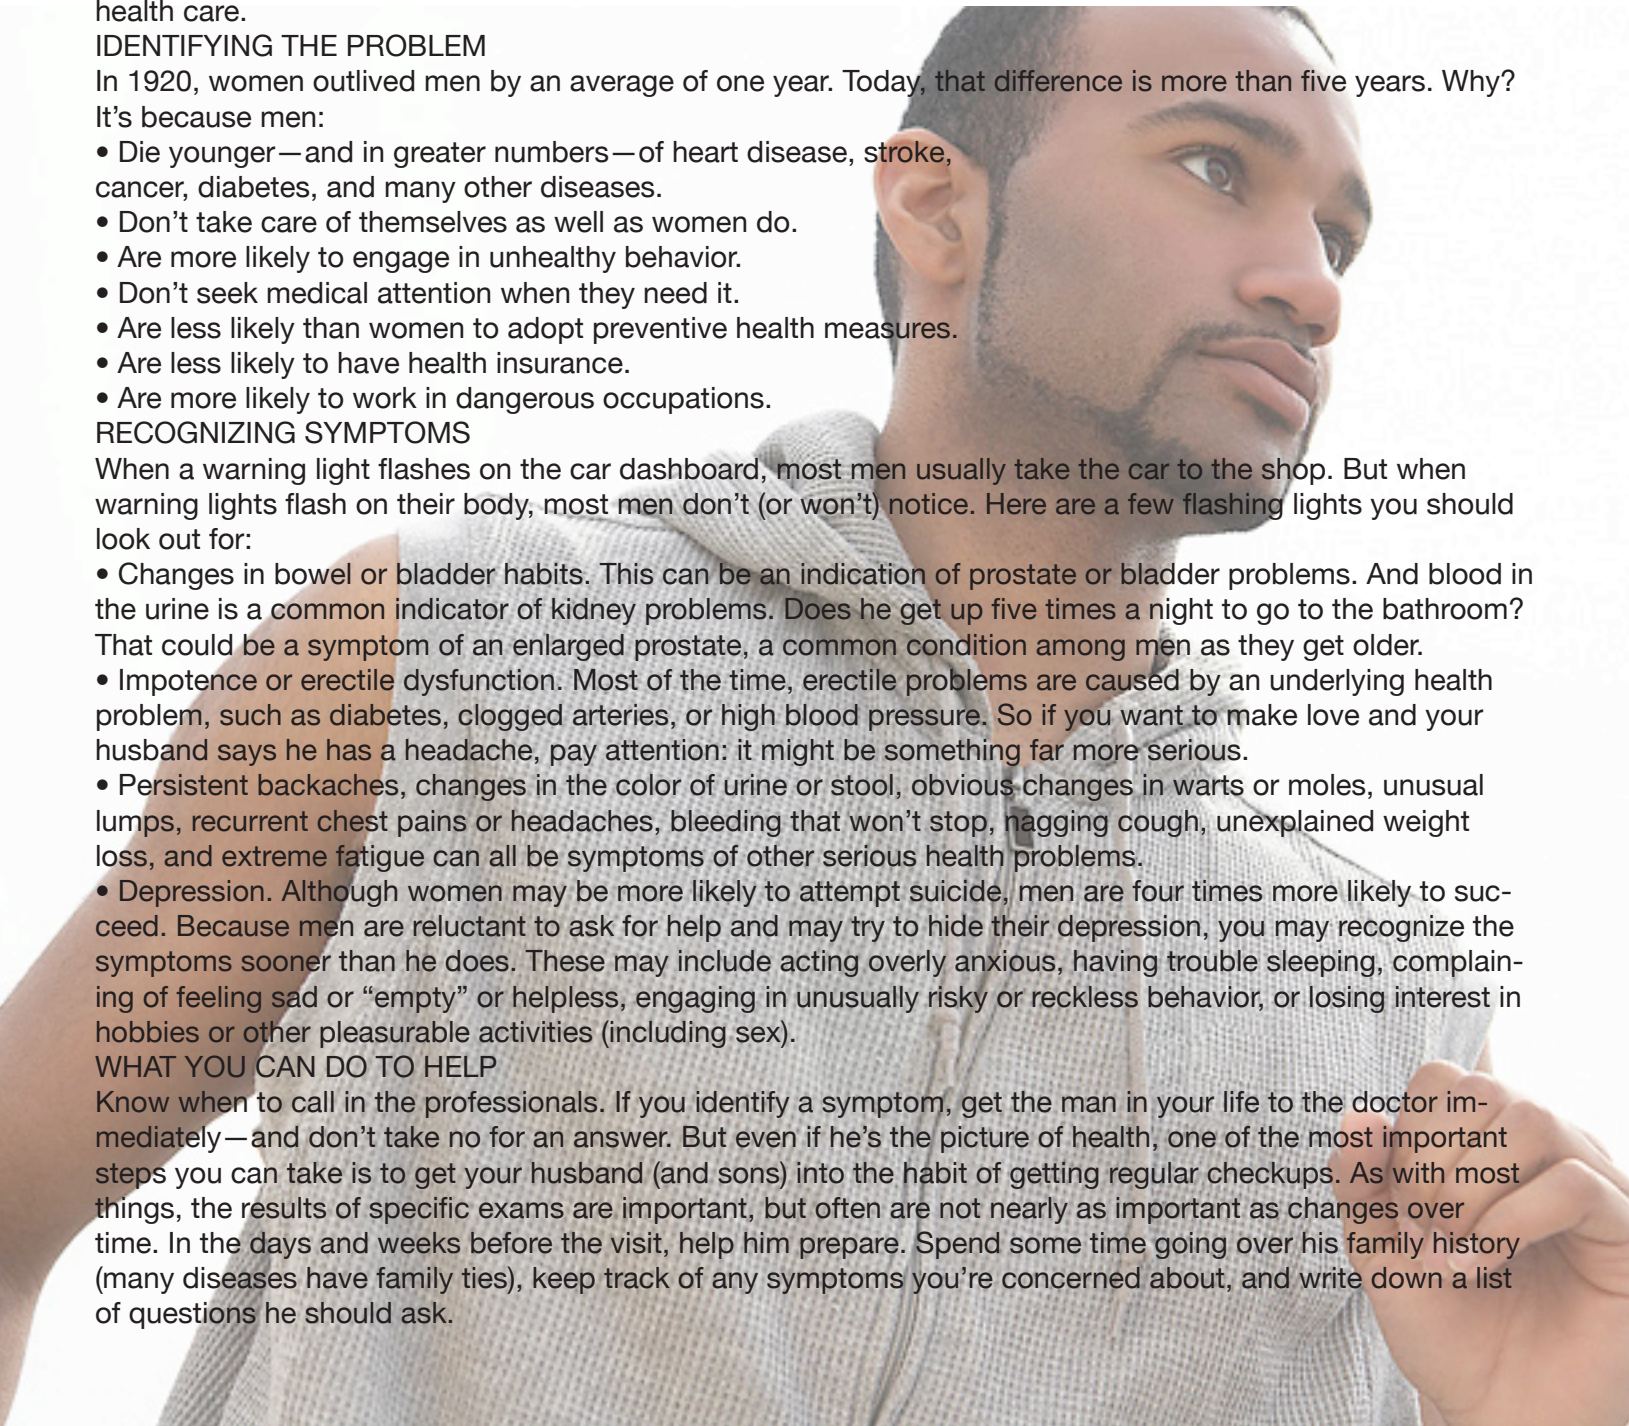 health care.
IDENTIFYING THE PROBLEM
In 1920, women outlived men by an average of one year. Today, that difference is more than five years. Why?
It’s because men:
• Die younger—and in greater numbers—of heart disease, stroke,
cancer, diabetes, and many other diseases.
• Don’t take care of themselves as well as women do.
• Are more likely to engage in unhealthy behavior.
• Don’t seek medical attention when they need it.
• Are less likely than women to adopt preventive health measures.
• Are less likely to have health insurance.
• Are more likely to work in dangerous occupations.
RECOGNIZING SYMPTOMS
When a warning light flashes on the car dashboard, most men usually take the car to the shop. But when
warning lights flash on their body, most men don’t (or won’t) notice. Here are a few flashing lights you should
look out for:
• Changes in bowel or bladder habits. This can be an indication of prostate or bladder problems. And blood in
the urine is a common indicator of kidney problems. Does he get up five times a night to go to the bathroom?
That could be a symptom of an enlarged prostate, a common condition among men as they get older.
• Impotence or erectile dysfunction. Most of the time, erectile problems are caused by an underlying health
problem, such as diabetes, clogged arteries, or high blood pressure. So if you want to make love and your
husband says he has a headache, pay attention: it might be something far more serious.
• Persistent backaches, changes in the color of urine or stool, obvious changes in warts or moles, unusual
lumps, recurrent chest pains or headaches, bleeding that won’t stop, nagging cough, unexplained weight
loss, and extreme fatigue can all be symptoms of other serious health problems.
• Depression. Although women may be more likely to attempt suicide, men are four times more likely to suc-
ceed. Because men are reluctant to ask for help and may try to hide their depression, you may recognize the
symptoms sooner than he does. These may include acting overly anxious, having trouble sleeping, complain-
ing of feeling sad or “empty” or helpless, engaging in unusually risky or reckless behavior, or losing interest in
hobbies or other pleasurable activities (including sex).
WHAT YOU CAN DO TO HELP
Know when to call in the professionals. If you identify a symptom, get the man in your life to the doctor im-
mediately—and don’t take no for an answer. But even if he’s the picture of health, one of the most important
steps you can take is to get your husband (and sons) into the habit of getting regular checkups. As with most
things, the results of specific exams are important, but often are not nearly as important as changes over
time. In the days and weeks before the visit, help him prepare. Spend some time going over his family history
(many diseases have family ties), keep track of any symptoms you’re concerned about, and write down a list
of questions he should ask.